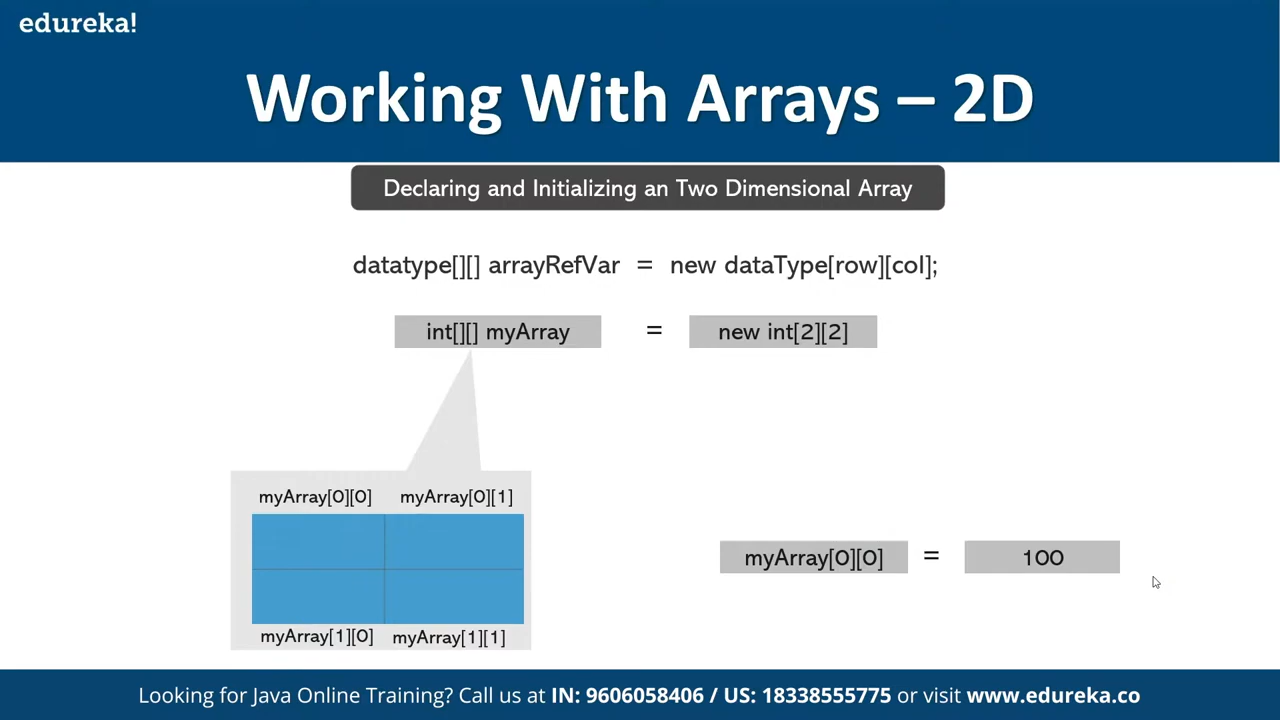 edureka!
Working With Arrays – 2D
Declaring and Initializing an Two Dimensional Array
datatype[][] arrayRefVar = new dataType[row][col];
int[][] myArray = new int[2][2]
myArray[0][0] myArray[0][1]
myArray[0][0] = 100
myArray[1][0] myArray[1][1]
Looking for Java Online Training? Call us at IN: 9606058406 / US: 18338555775 or visit www.edureka.co